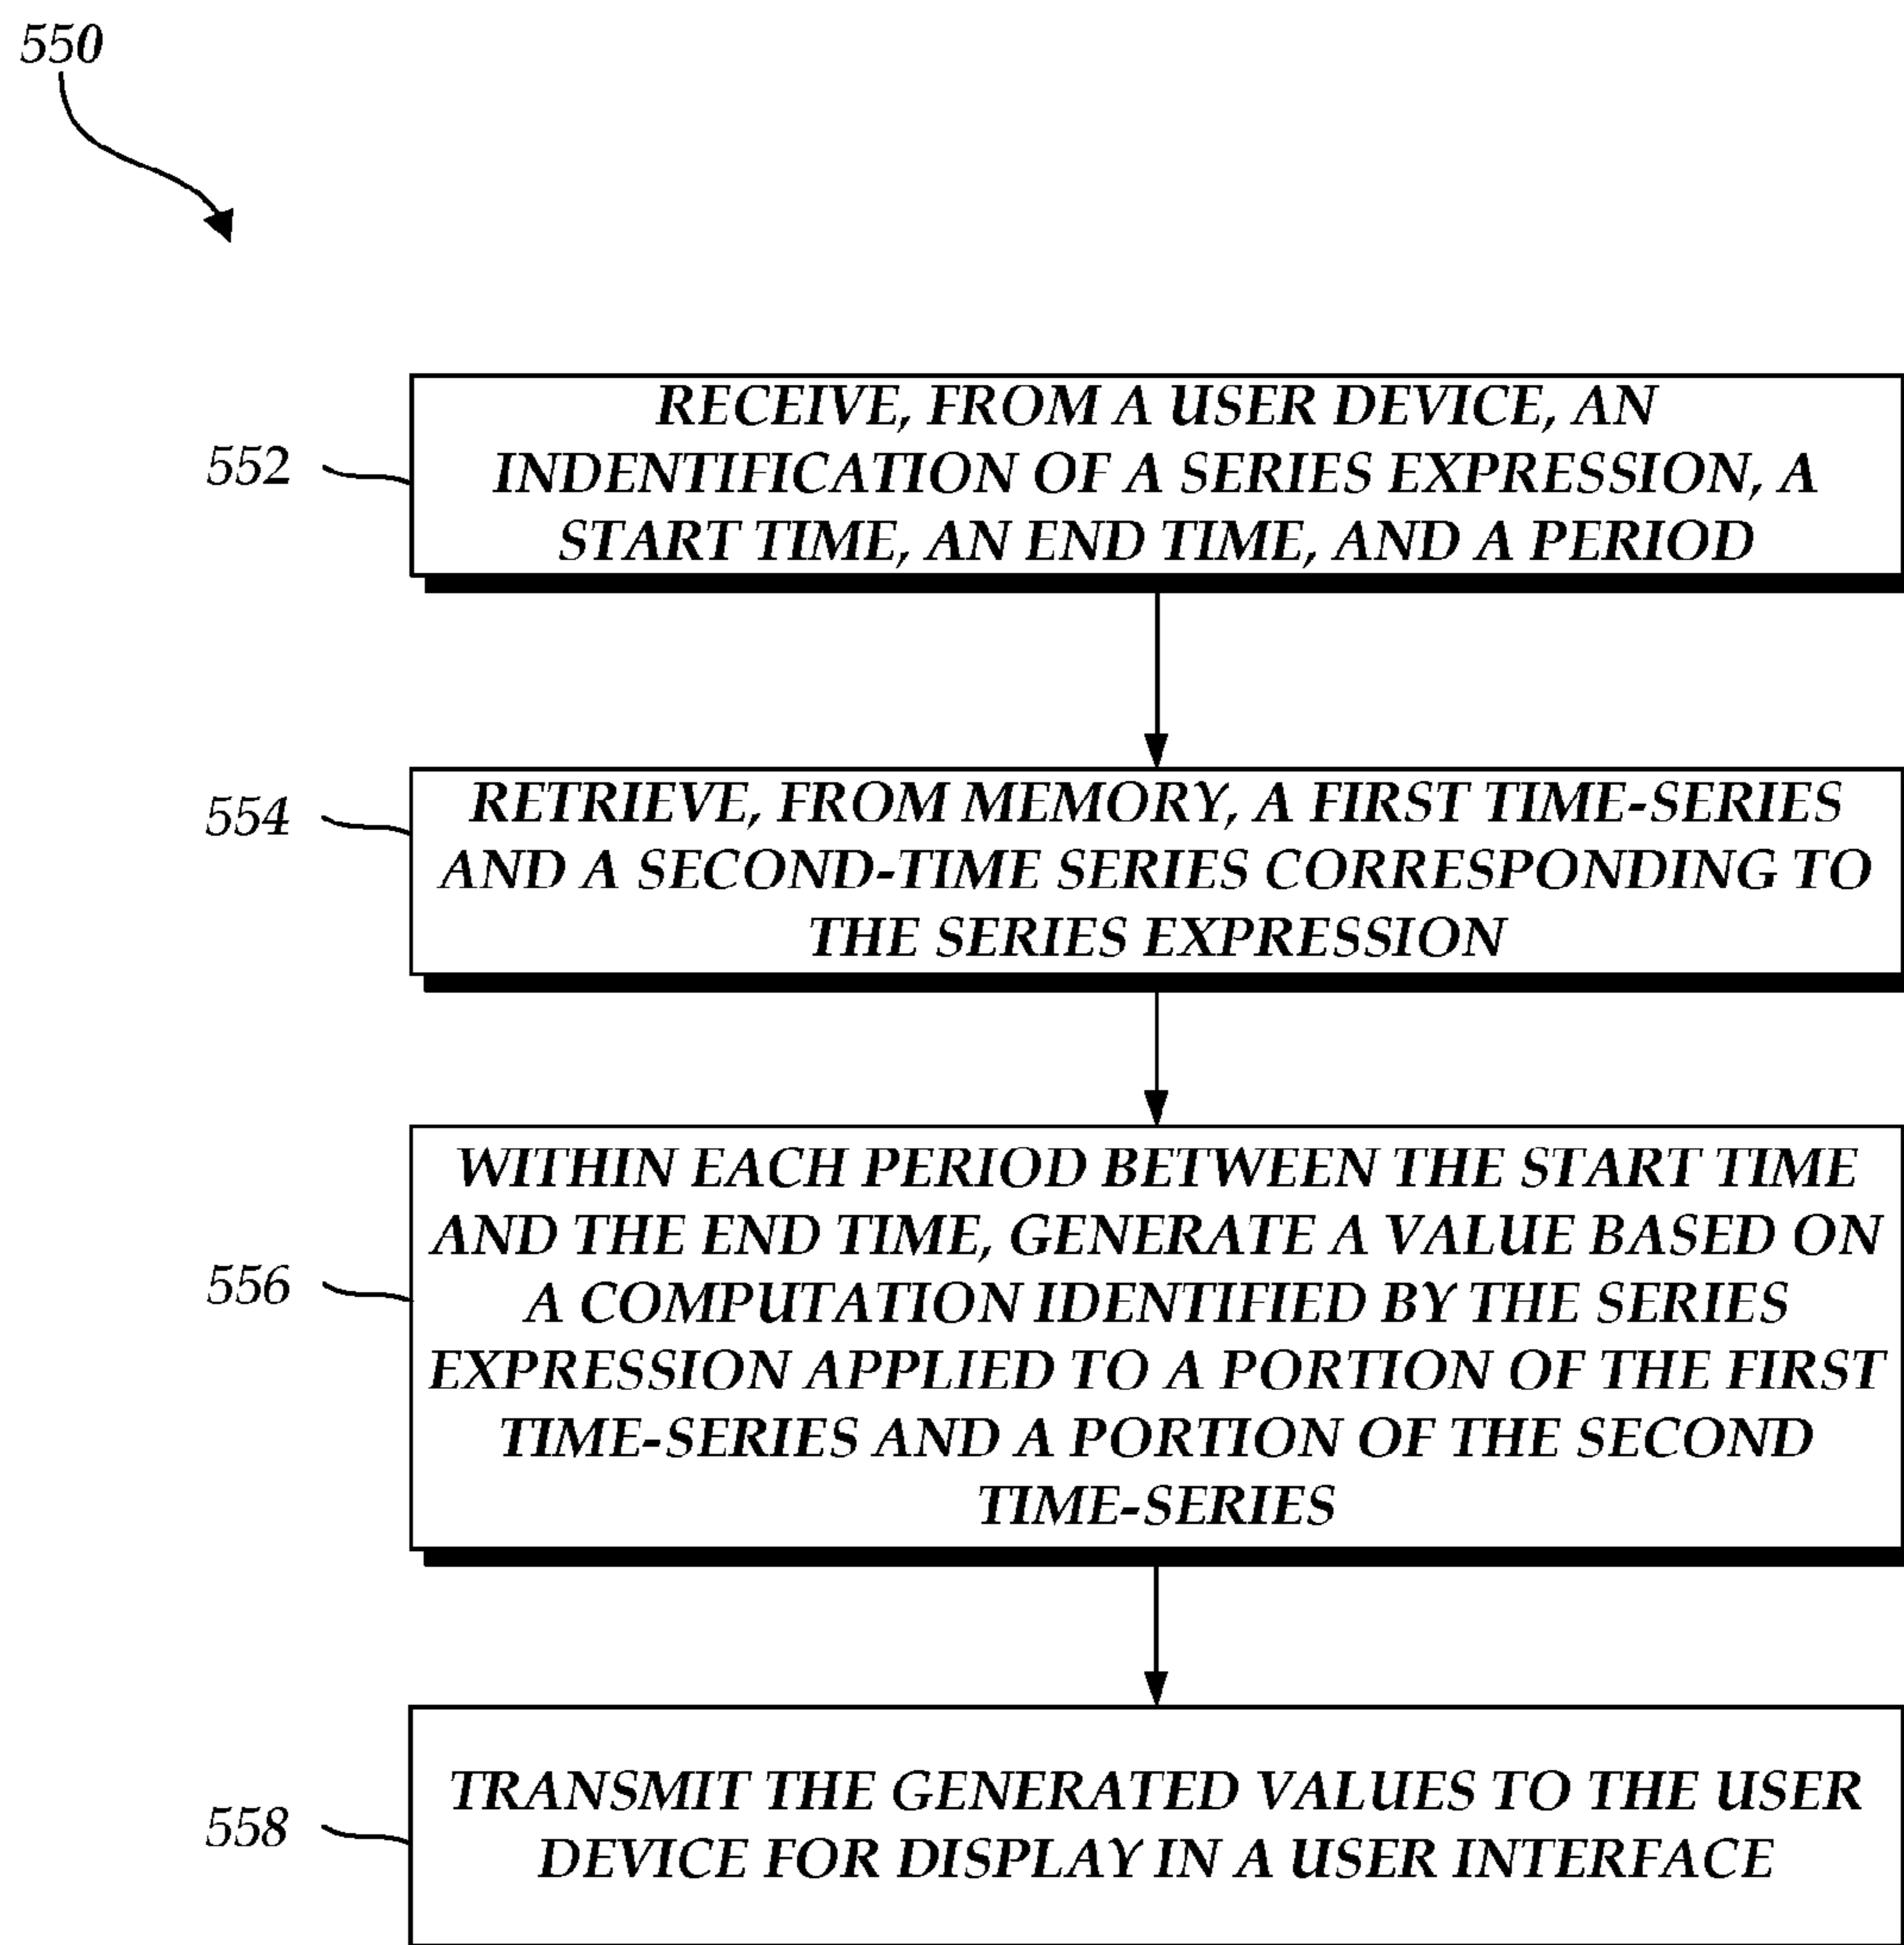 550
552
RECEIVE, FROM A USER DEVICE, AN
INDENTIFICATION OF A SERIES EXPRESSION, A
START TIME, AN END TIME, AND A PERIOD
554
RETRIEVE, FROM MEMORY, A FIRST TIME-SERIES
AND A SECOND-TIME SERIES CORRESPONDING TO
THE SERIES EXPRESSION
556
WITHIN EACH PERIOD BETWEEN THE START TIME
AND THE END TIME, GENERATE A VALUE BASED ON
A COMPUTATION IDENTIFIED BY THE SERIES
EXPRESSION APPLIED TO A PORTION OF THE FIRST
TIME-SERIES AND A PORTION OF THE SECOND
TIME-SERIES
558
TRANSMIT THE GENERATED VALUES TO THE USER
DEVICE FOR DISPLAY IN A USER INTERFACE